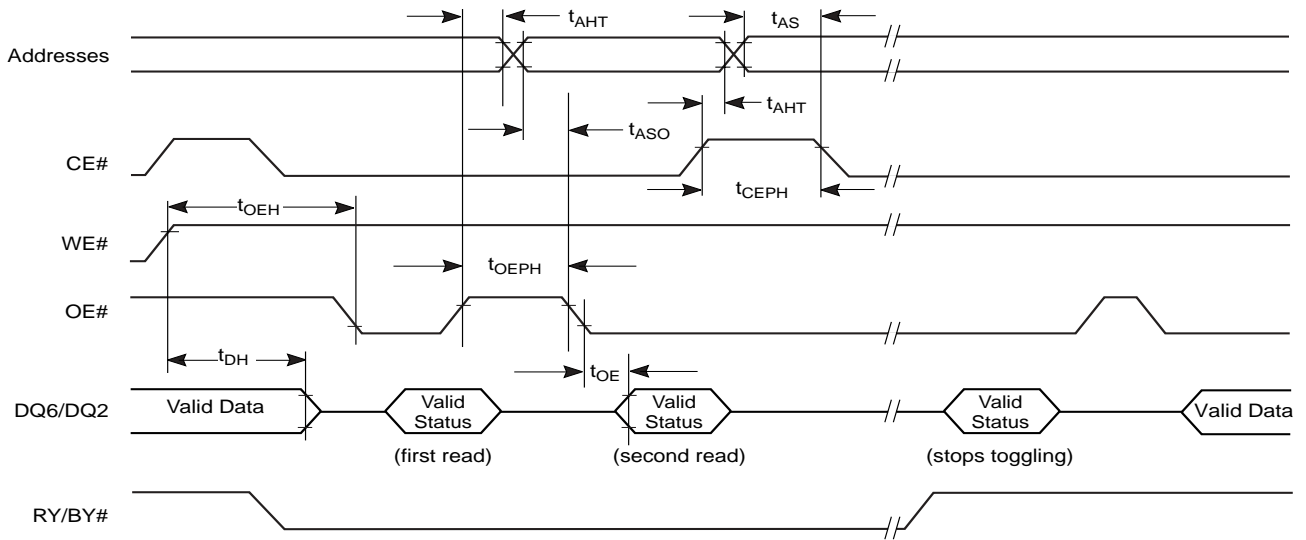 tAHT
tAS
Addresses
tAHT
tASO
CE#
tCEPH
tOEH
WE#
tOEPH
OE#
tDH
tOE
DQ6/DQ2
Valid Data
Valid
Status
Valid
Status
Valid
Status
Valid Data
(first read)
(second read)
(stops toggling)
RY/BY#